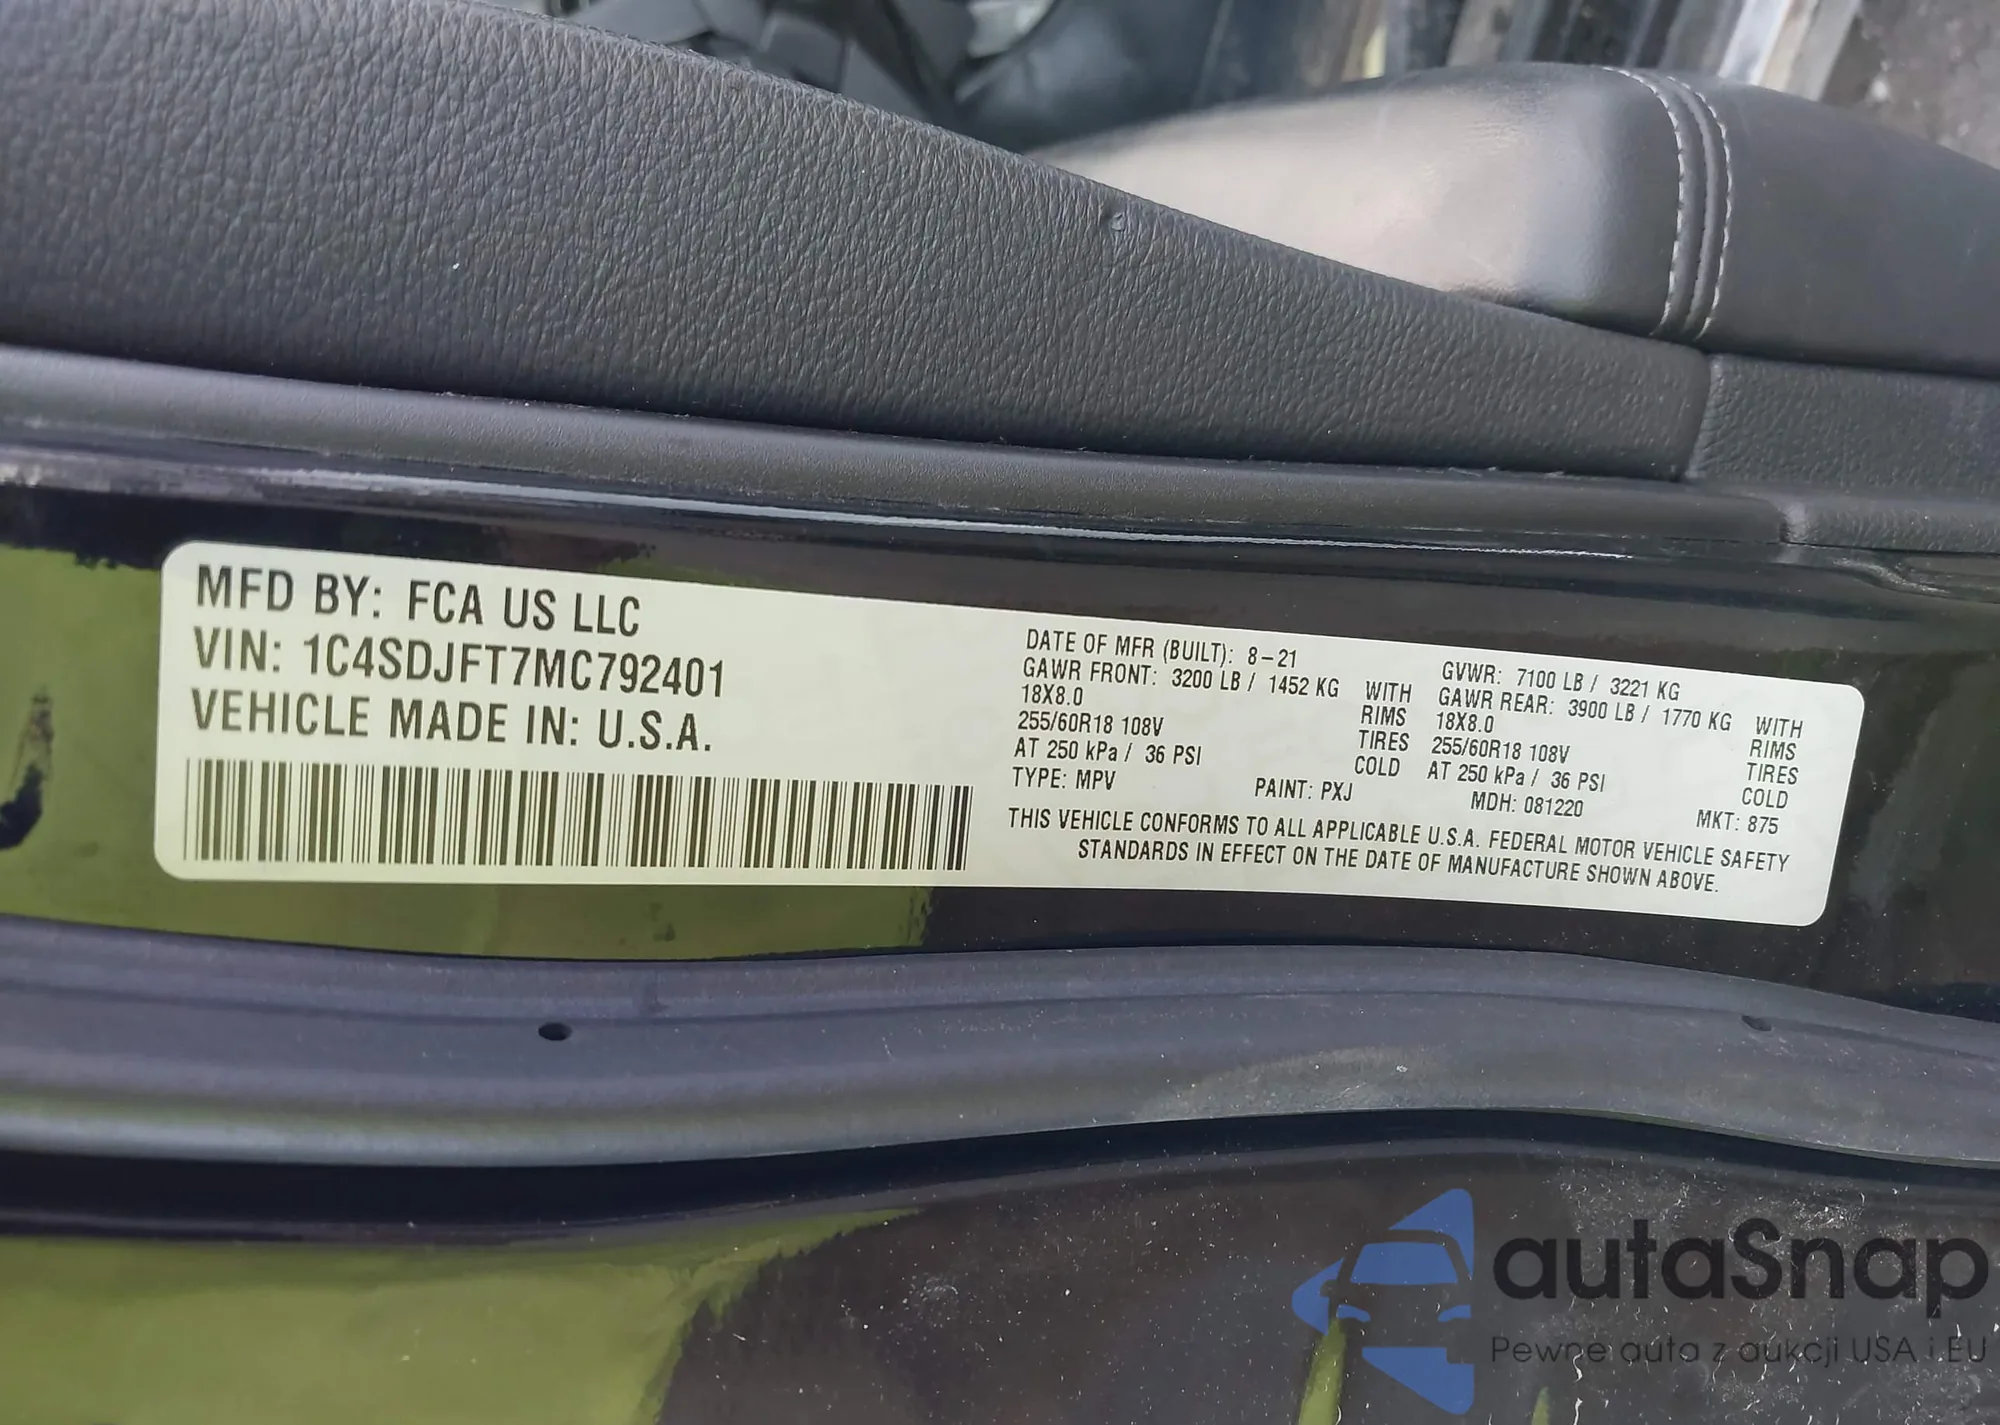 MFD BY: FCA US LLC
VIN: 1C4SDJFT7MC792401
VEHICLE MADE IN: U.S.A.
DATE OF MFR (BUILT): 8-21 GVWR: 7100 LB / 3221 KG
GAWR FRONT: 3200 LB / 1452 KG WITH GAWR REAR: 3900 LB / 1770 KG WITH
18X8.0 RIMS 18X8.0 RIMS
255/60R18 108V TIRES 255/60R18 108V TIRES
AT 250 kPa / 36 PSI COLD AT 250 kPa / 36 PSI COLD
TYPE: MPV PAINT: PXJ MDH: 081220 MKT: 875
THIS VEHICLE CONFORMS TO ALL APPLICABLE U.S.A. FEDERAL MOTOR VEHICLE SAFETY
STANDARDS IN EFFECT ON THE DATE OF MANUFACTURE SHOWN ABOVE.
autaSnap
Pewne auta z aukcji USA i EU